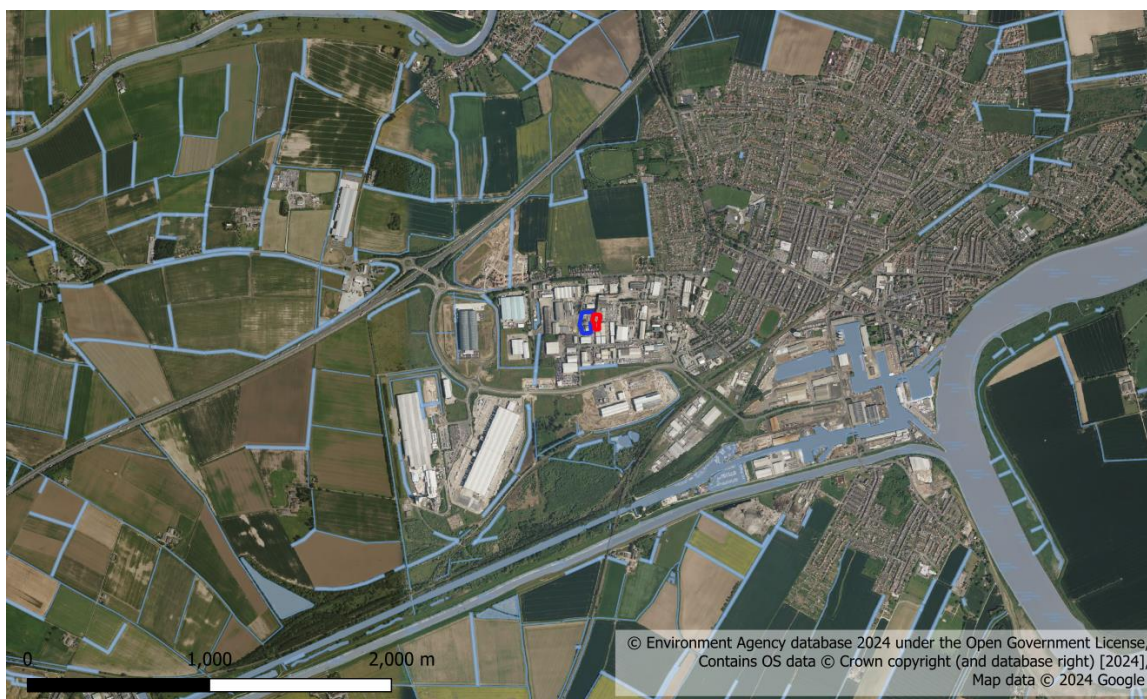 © Environment Agency database 2024 under the Open Government License,
Contains OS data © Crown copyright (and database right) [2024],
Map data © 2024 Google
0 1,000 2,000 m